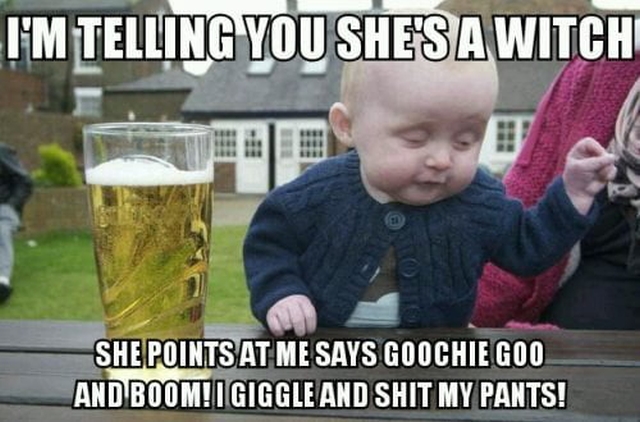 I'M TELLING YOU SHE'S A WITCH
SHE POINTS AT ME SAYS GOOCHIE GOO
AND BOOM! I GIGGLE AND SHIT MY PANTS!